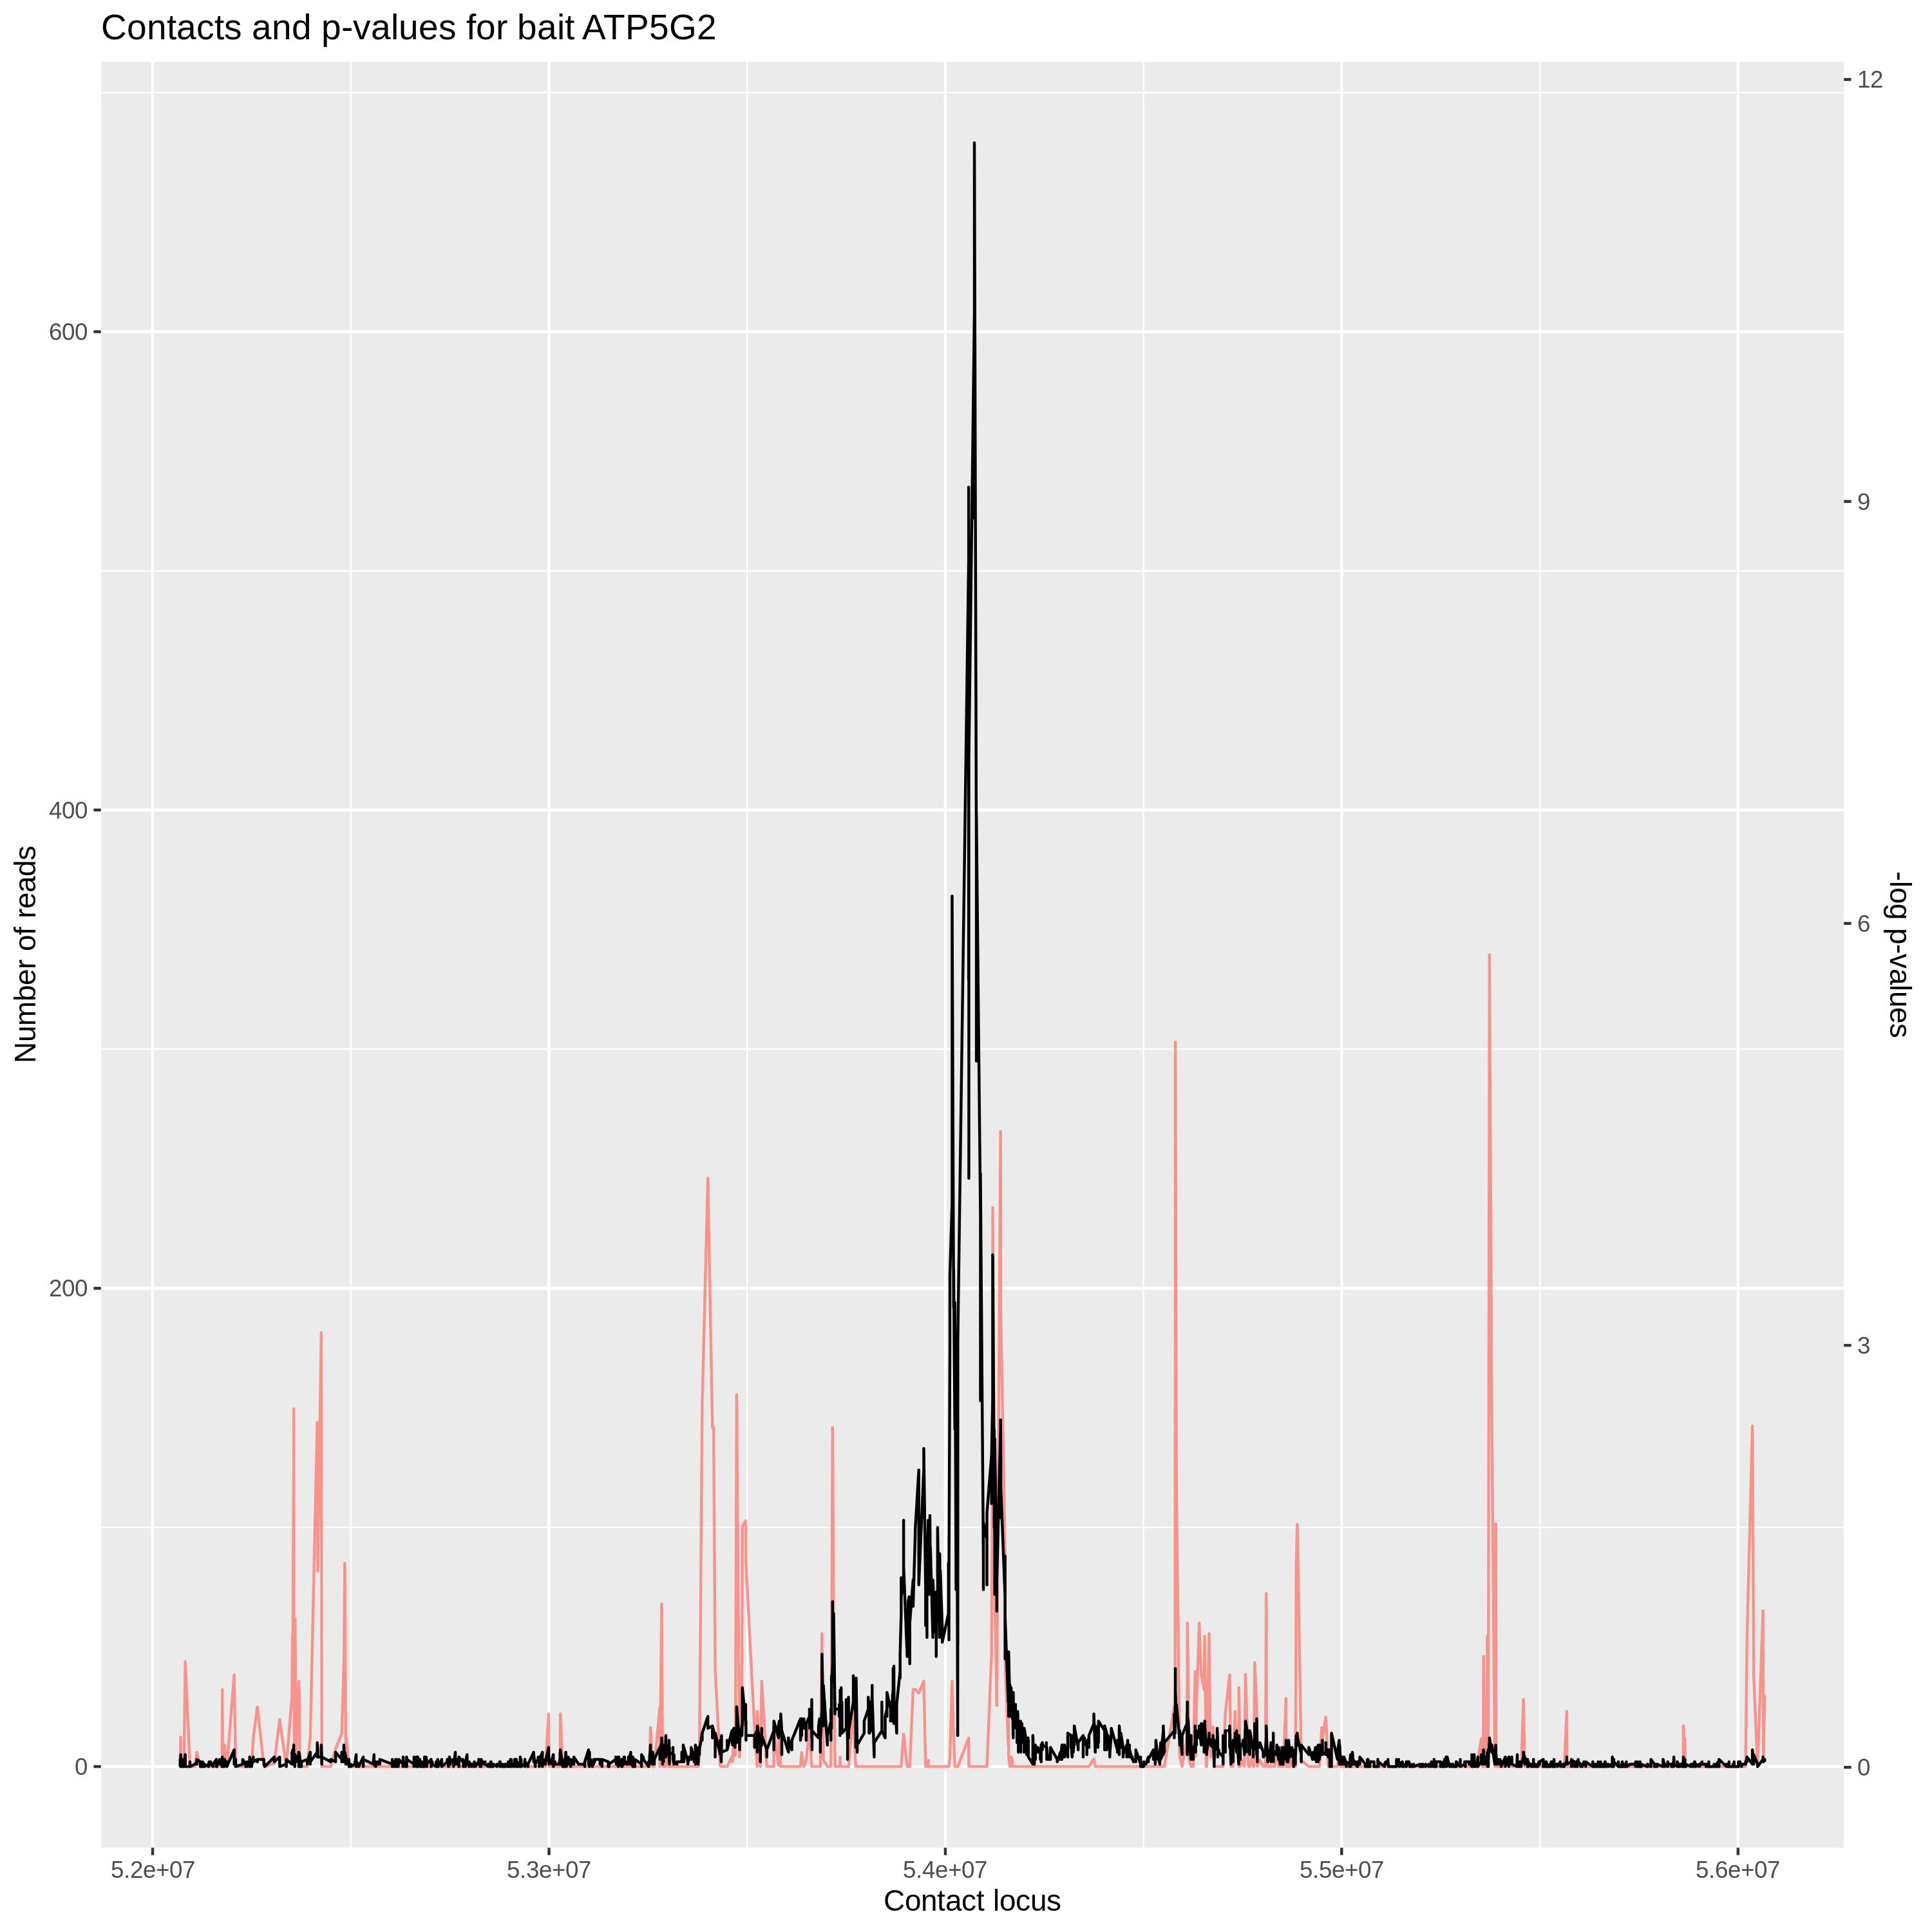 Contacts and p-values for bait ATP5G2
12
600
9
400
6
Number of reads
-log p-values
200
3
0
0
5.2e+07
5.3e+07
5.4e+07
5.5e+07
5.6e+07
Contact locus